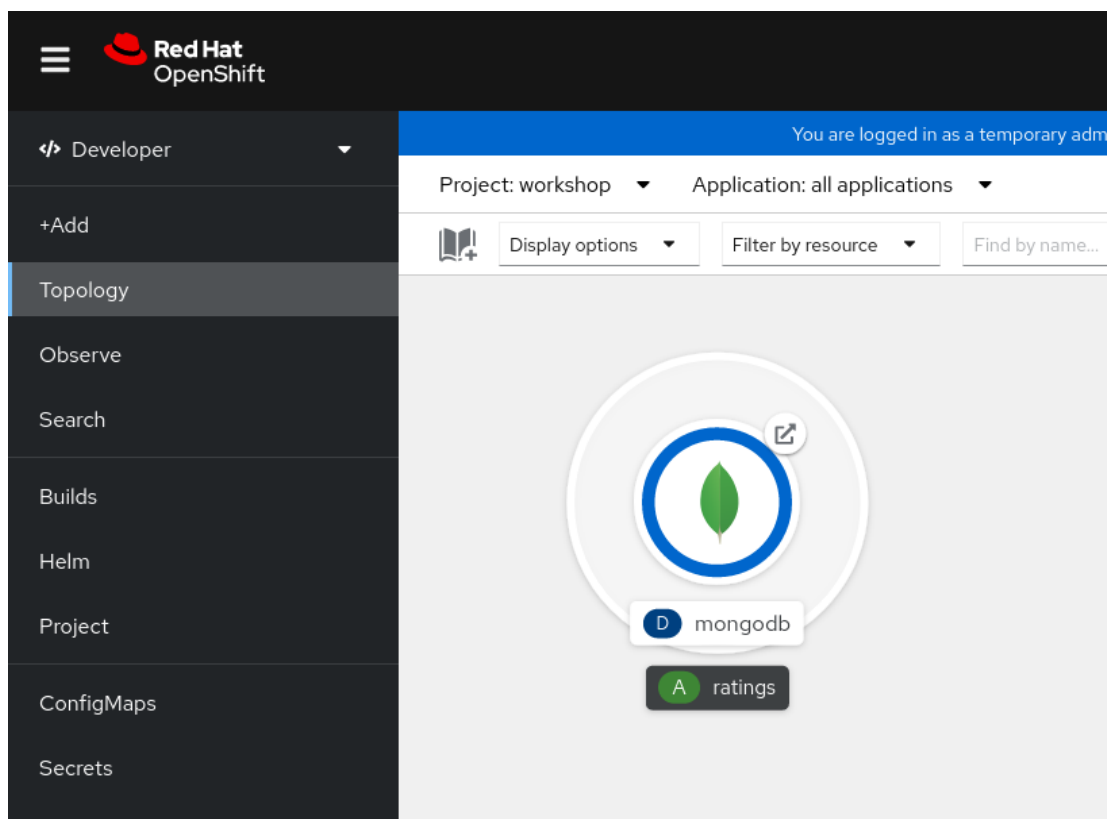 Red Hat
OpenShift
Developer
You are logged in as a temporary adm
Project: workshop
Application: all applications
+Add
Display options
Filter by resource
Find by name...
Topology
Observe
Search
Builds
Helm
D mongodb
Project
A ratings
ConfigMaps
Secrets